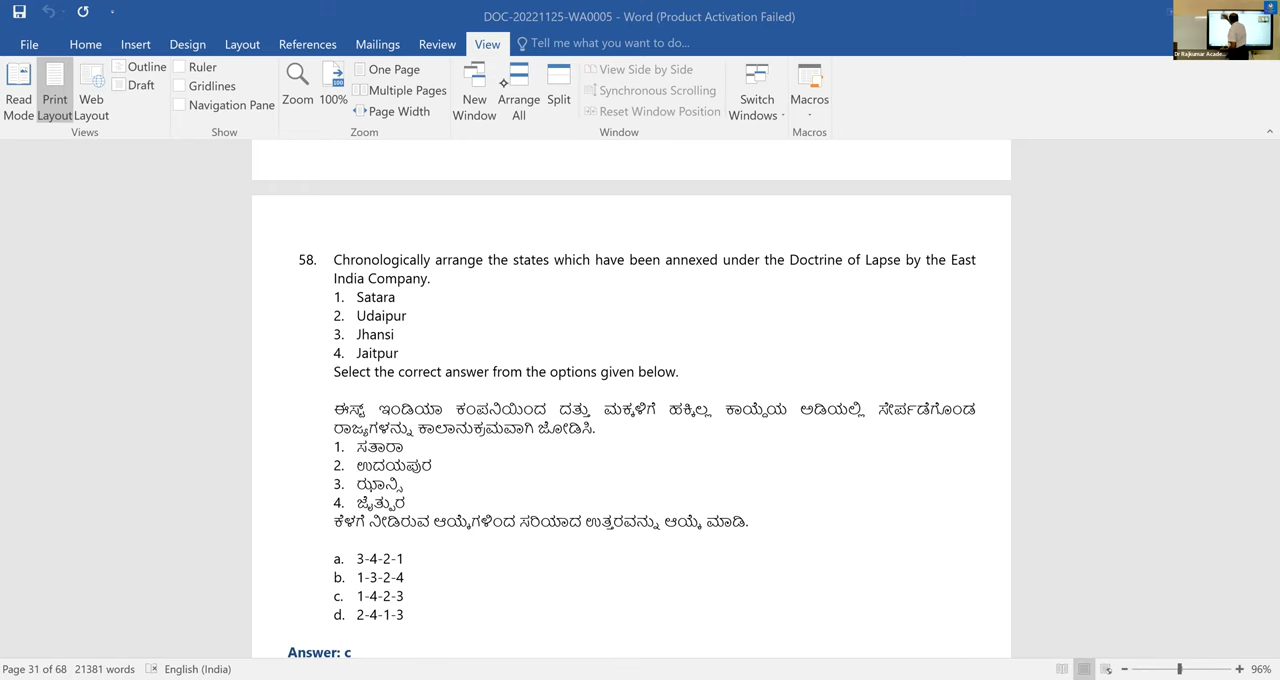 DOC-20221125-WA0005 - Word (Product Activation Failed)
File Home Insert Design Layout References Mailings Review View Tell me what you want to do...
Read Mode
Print Layout
Web Layout
Outline
Draft
Views
Ruler
Gridlines
Navigation Pane
Show
Zoom
100%
One Page
Multiple Pages
Page Width
Zoom
New Window
Arrange All
Split
View Side by Side
Synchronous Scrolling
Reset Window Position
Window
Switch Windows
Macros
Macros
Dr Rajkumar Acade...
58. Chronologically arrange the states which have been annexed under the Doctrine of Lapse by the East
India Company.
1. Satara
2. Udaipur
3. Jhansi
4. Jaitpur
Select the correct answer from the options given below.
ಈಸ್ಟ್ ಇಂಡಿಯಾ ಕಂಪನಿಯಿಂದ ದತ್ತು ಮಕ್ಕಳಿಗೆ ಹಕ್ಕಿಲ್ಲ ಕಾಯ್ದೆಯ ಅಡಿಯಲ್ಲಿ ಸೇರ್ಪಡೆಗೊಂಡ
ರಾಜ್ಯಗಳನ್ನು ಕಾಲಾನುಕ್ರಮವಾಗಿ ಜೋಡಿಸಿ.
1. ಸತಾರಾ
2. ಉದಯಪುರ
3. ಝಾನ್ಸಿ
4. ಜೈತ್ಪುರ
ಕೆಳಗೆ ನೀಡಿರುವ ಆಯ್ಕೆಗಳಿಂದ ಸರಿಯಾದ ಉತ್ತರವನ್ನು ಆಯ್ಕೆ ಮಾಡಿ.
a. 3-4-2-1
b. 1-3-2-4
c. 1-4-2-3
d. 2-4-1-3
Answer: c
Page 31 of 68 21381 words English (India) 96%